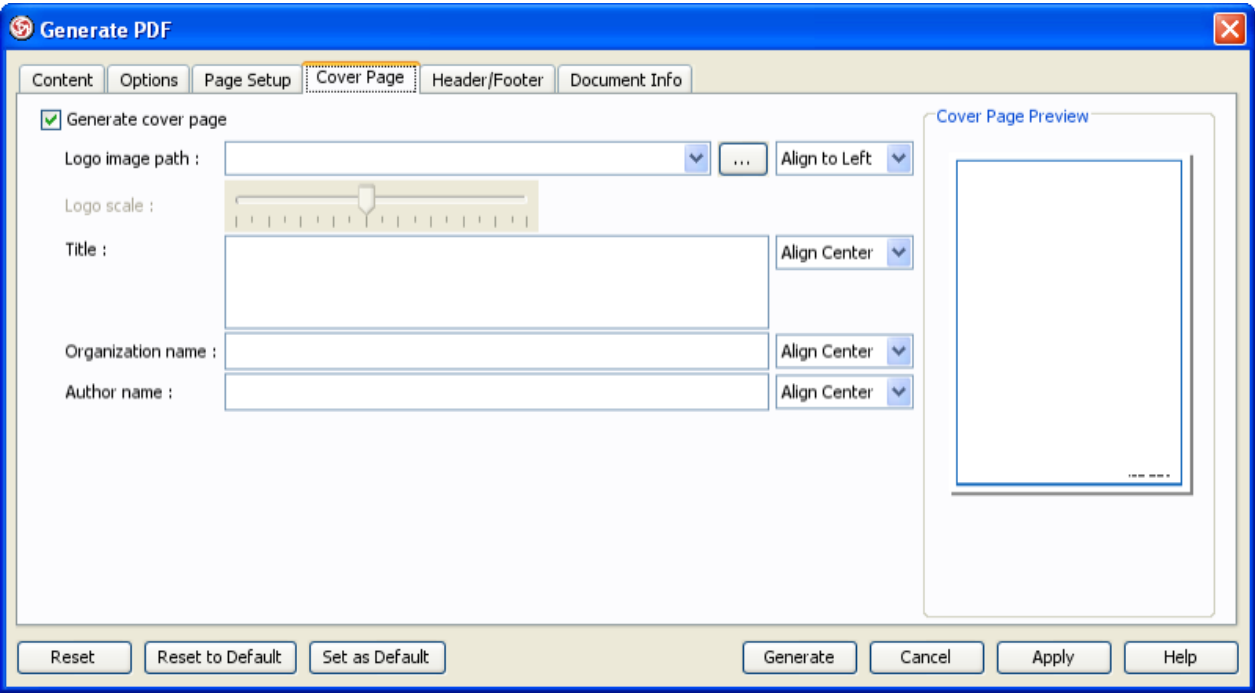 Generate PDF
Content Options Page Setup Cover Page Header/Footer Document Info
Generate cover page
Cover Page Preview
Logo image path : ... Align to Left
Logo scale :
Title : Align Center
Organization name : Align Center
Author name : Align Center
Reset Reset to Default Set as Default Generate Cancel Apply Help